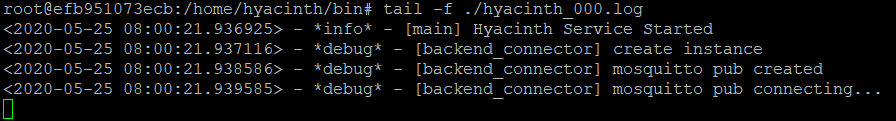 root@efb951073ecb:/home/hyacinth/bin# tail -f ./hyacinth_000.log
<2020-05-25 08:00:21.936925> - *info* - [main] Hyacinth Service Started
<2020-05-25 08:00:21.937116> - *debug* - [backend_connector] create instance
<2020-05-25 08:00:21.938586> - *debug* - [backend_connector] mosquitto pub created
<2020-05-25 08:00:21.939585> - *debug* - [backend_connector] mosquitto pub connecting...